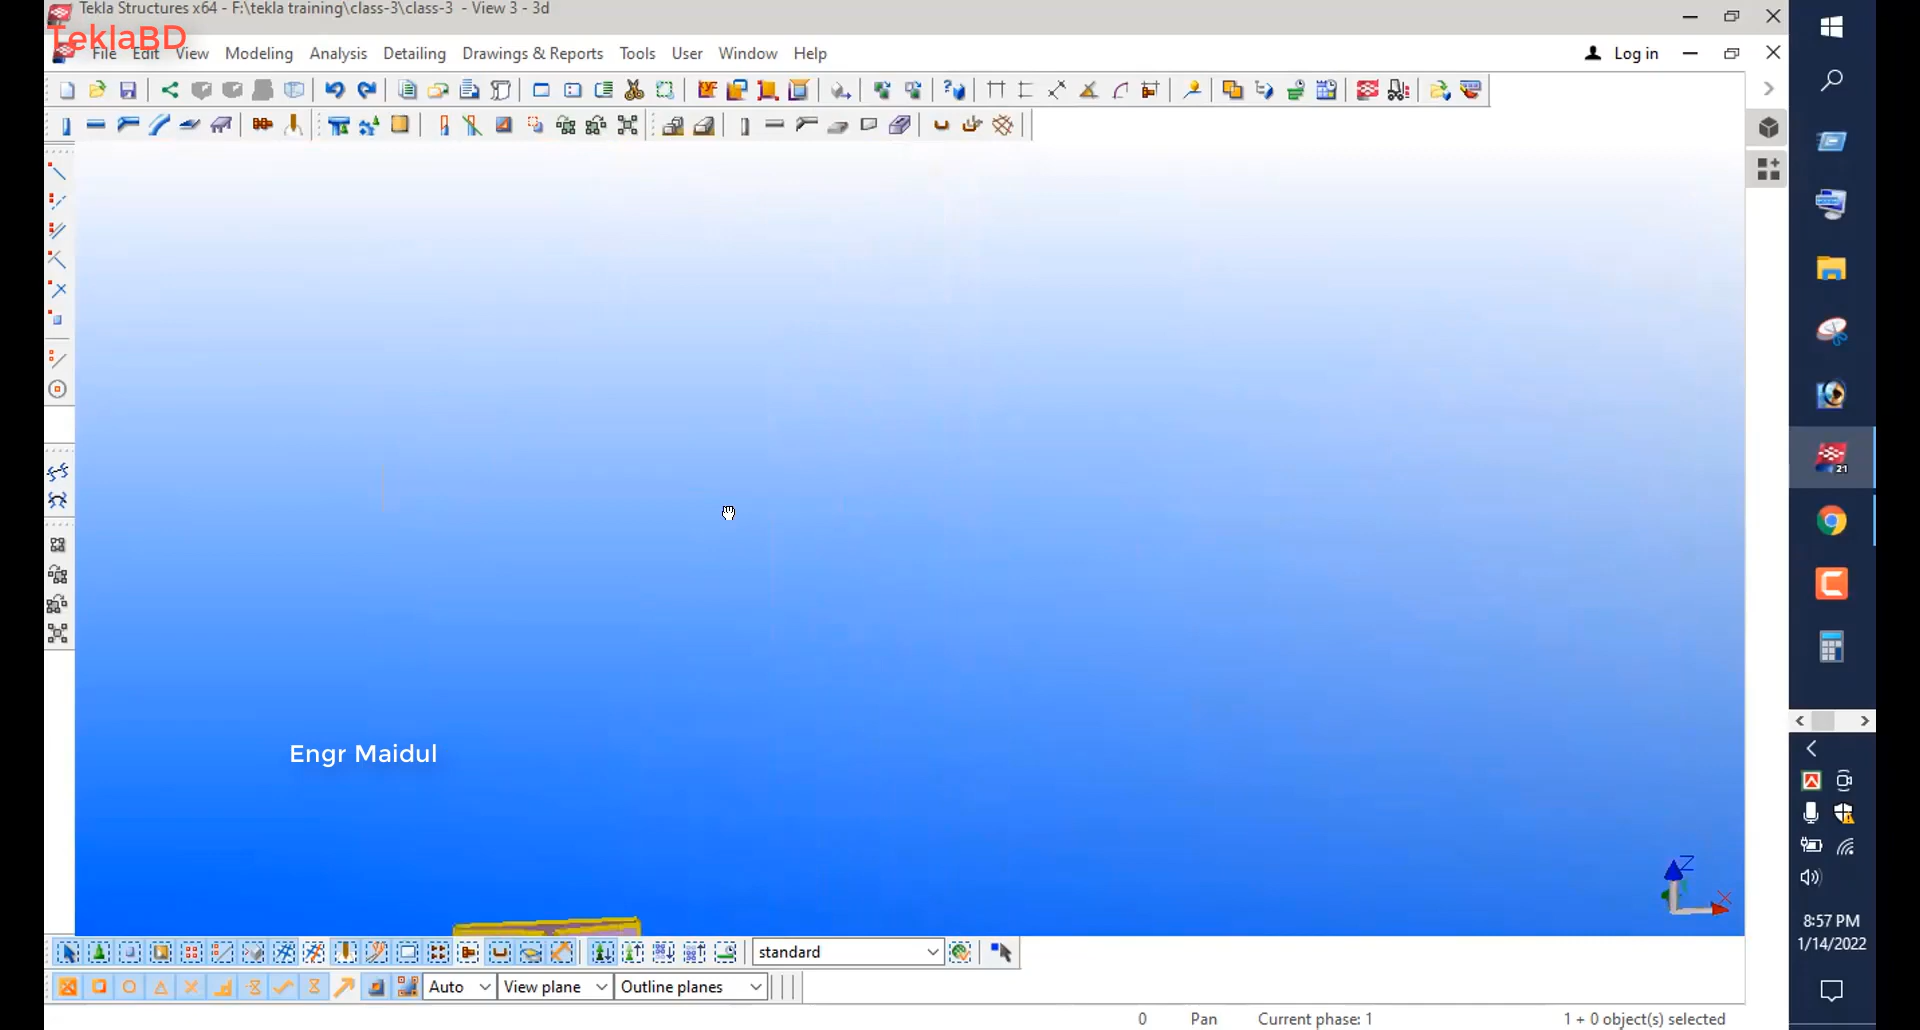 Tekla Structures x64 - F:\tekla training\class-3\class-3 - View 3 - 3d
TeklaBD
File Edit View Modeling Analysis Detailing Drawings & Reports Tools User Window Help
Log in
21
Engr Maidul
Z
X
8:57 PM
1/14/2022
standard
Auto
View plane
Outline planes
0
Pan
Current phase: 1
1 + 0 object(s) selected